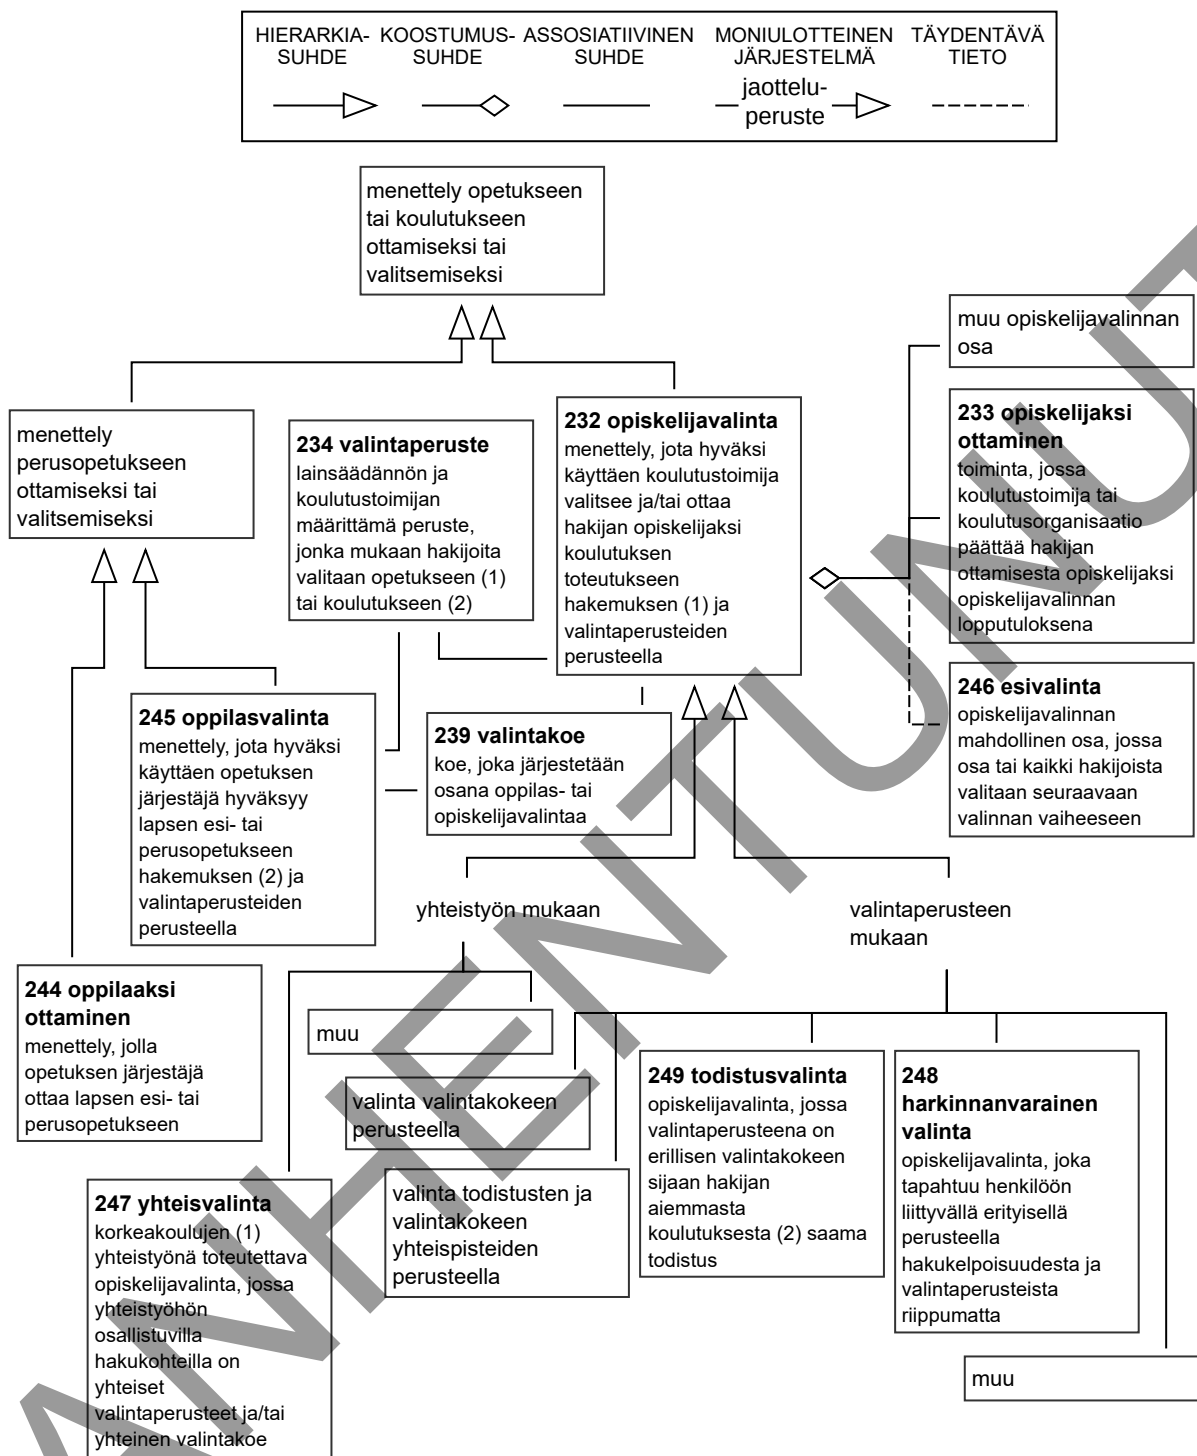 HIERARKIA-
SUHDE
KOOSTUMUS-
SUHDE
ASSOSIATIIVINEN
SUHDE
MONIULOTTEINEN
JÄRJESTELMÄ
TÄYDENTÄVÄ
TIETO
jaottelu-
peruste
menettely opetukseen
tai koulutukseen
ottamiseksi tai
valitsemiseksi
muu opiskelijavalinnan
osa
menettely
perusopetukseen
ottamiseksi tai
valitsemiseksi
234 valintaperuste
lainsäädännön ja
koulutustoimijan
määrittämä peruste,
jonka mukaan hakijoita
valitaan opetukseen (1)
tai koulutukseen (2)
232 opiskelijavalinta
menettely, jota hyväksi
käyttäen koulutustoimija
valitsee ja/tai ottaa
hakijan opiskelijaksi
koulutuksen
toteutukseen
hakemuksen (1) ja
valintaperusteiden
perusteella
233 opiskelijaksi
ottaminen
toiminta, jossa
koulutustoimija tai
koulutusorganisaatio
päättää hakijan
ottamisesta opiskelijaksi
opiskelijavalinnan
lopputuloksena
246 esivalinta
opiskelijavalinnan
mahdollinen osa, jossa
osa tai kaikki hakijoista
valitaan seuraavaan
valinnan vaiheeseen
245 oppilasvalinta
menettely, jota hyväksi
käyttäen opetuksen
järjestäjä hyväksyy
lapsen esi- tai
perusopetukseen
hakemuksen (2) ja
valintaperusteiden
perusteella
239 valintakoe
koe, joka järjestetään
osana oppilas- tai
opiskelijavalintaa
yhteistyön mukaan
valintaperusteen
mukaan
244 oppilaaksi
ottaminen
menettely, jolla
opetuksen järjestäjä
ottaa lapsen esi- tai
perusopetukseen
muu
valinta valintakokeen
perusteella
valinta todistusten ja
valintakokeen
yhteispisteiden
perusteella
249 todistusvalinta
opiskelijavalinta, jossa
valintaperusteena on
erillisen valintakokeen
sijaan hakijan
aiemmasta
koulutuksesta (2) saama
todistus
248
harkinnanvarainen
valinta
opiskelijavalinta, joka
tapahtuu henkilöön
liittyvällä erityisellä
perusteella
hakukelpoisuudesta ja
valintaperusteista
riippumatta
247 yhteisvalinta
korkeakoulujen (1)
yhteistyönä toteutettava
opiskelijavalinta, jossa
yhteistyöhön
osallistuvilla
hakukohteilla on
yhteiset
valintaperusteet ja/tai
yhteinen valintakoe
muu
ANHENTUNUT